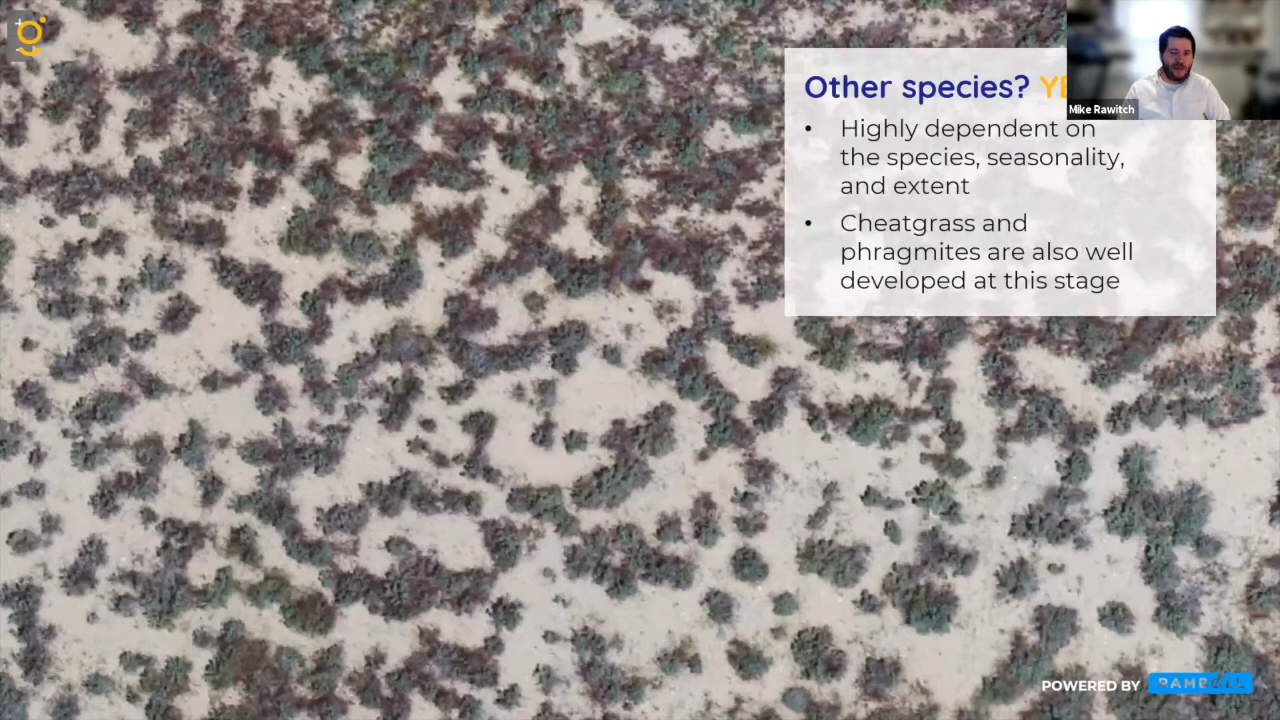 Other species?
Mike Rawitch
• Highly dependent on
the species, seasonality,
and extent
• Cheatgrass and
phragmites are also well
developed at this stage
POWERED BY RAMBOLL